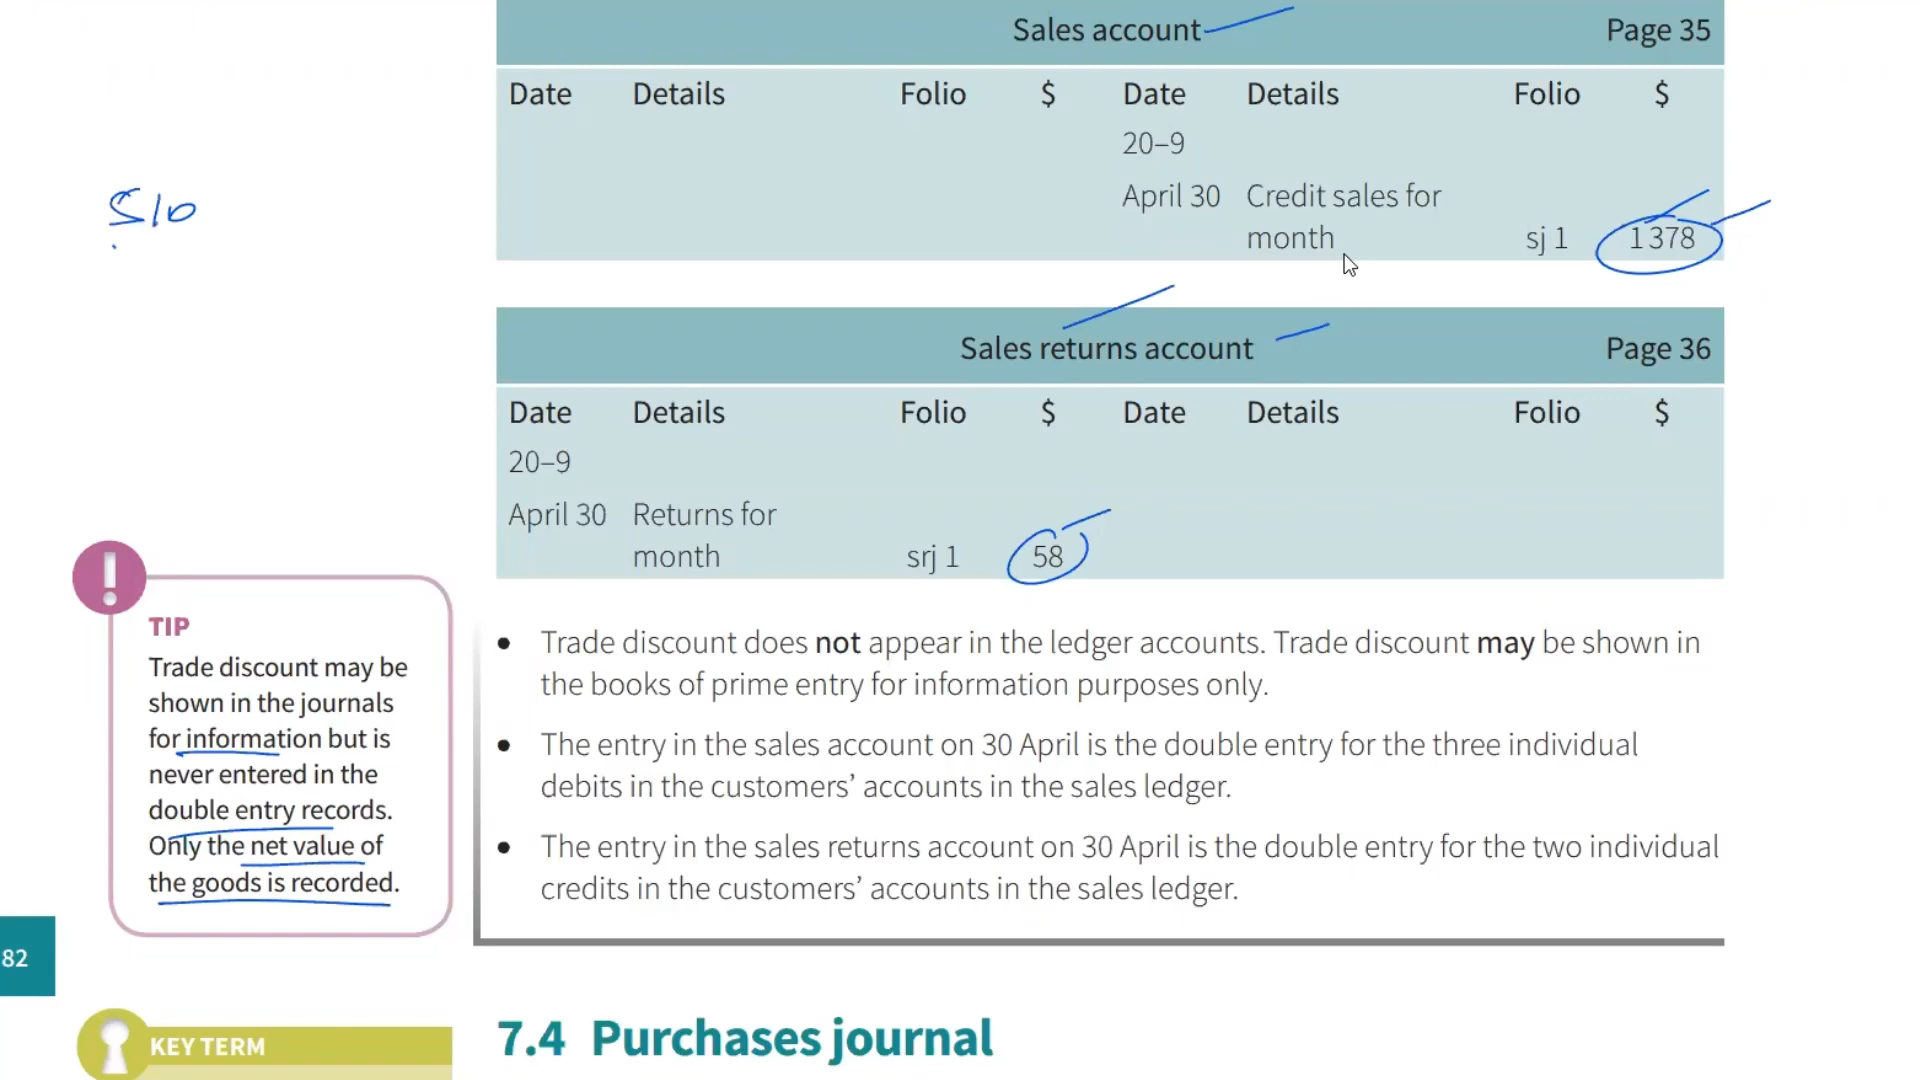 Sales account Page 35
Date Details Folio $ Date Details Folio $
20–9
April 30 Credit sales for
month sj 1 1 378
Sales returns account Page 36
Date Details Folio $ Date Details Folio $
20–9
April 30 Returns for
month srj 1 58
TIP
Trade discount may be
shown in the journals
for information but is
never entered in the
double entry records.
Only the net value of
the goods is recorded.
• Trade discount does not appear in the ledger accounts. Trade discount may be shown in
the books of prime entry for information purposes only.
• The entry in the sales account on 30 April is the double entry for the three individual
debits in the customers’ accounts in the sales ledger.
• The entry in the sales returns account on 30 April is the double entry for the two individual
credits in the customers’ accounts in the sales ledger.
82
KEY TERM
7.4 Purchases journal